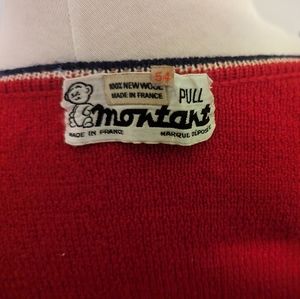 54
100% NEW WOOL
MADE IN FRANCE
PULL
montant
MADE IN FRANCE MARQUE DÉPOSÉE